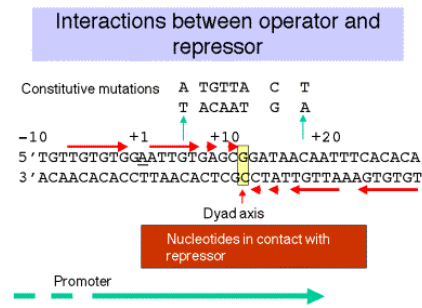 Interactions between operator and
repressor
Constitutive mutations A TGTTA C T
T ACAAT G A
-10 +1 +10 +20
5'TGTTGTGTGGAATTGTGAGCGGATAACAATTTCACACA
3'ACAACACACCTTAACACTCGCCTATTGTTAAAGTGTGT
Dyad axis
Nucleotides in contact with
repressor
Promoter